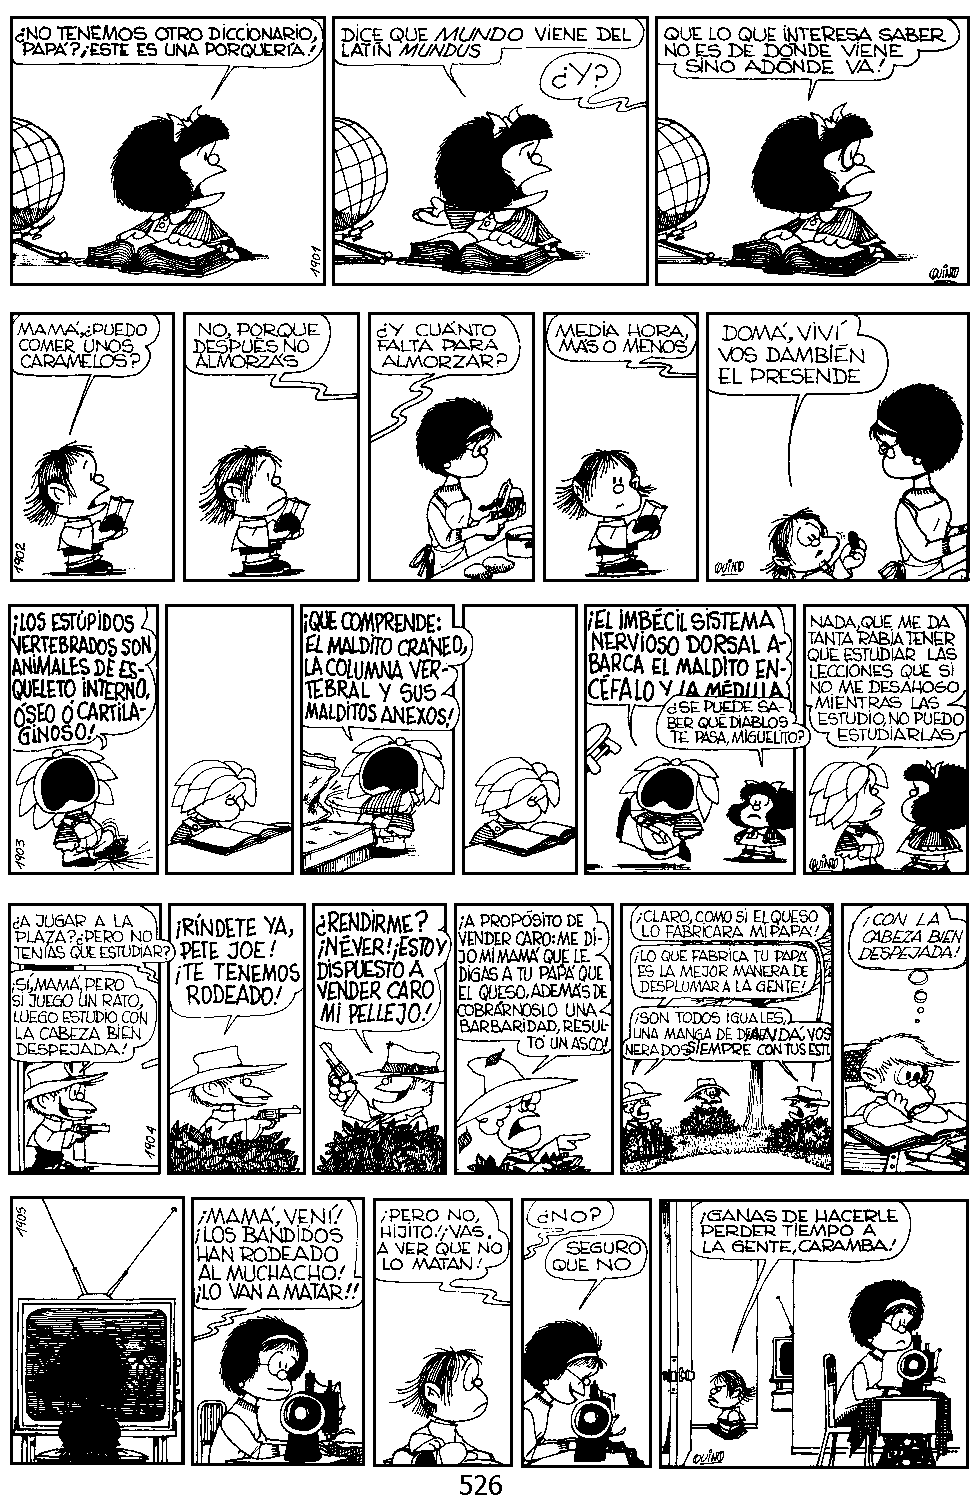 ¿NO TENEMOS OTRO DICCIONARIO,
PAPÁ? ¡ESTE ES UNA PORQUERÍA!
1901
DICE QUE MUNDO VIENE DEL
LATÍN MUNDUS
¿Y?
QUE LO QUE INTERESA SABER
NO ES DE DÓNDE VIENE
SINO ADÓNDE VA!
QUINO
MAMÁ, ¿PUEDO
COMER UNOS
CARAMELOS?
1902
NO, PORQUE
DESPUÉS NO
ALMORZÁS
¿Y CUÁNTO
FALTA PARA
ALMORZAR?
MEDIA HORA,
MÁS O MENOS
DOMÁ, VIVÍ
VOS DAMBIÉN
EL PRESENDE
QUINO
¡LOS ESTÚPIDOS
VERTEBRADOS SON
ANIMALES DE ES-
QUELETO INTERNO,
ÓSEO O CARTILA-
GINOSO!
1903
¡QUE COMPRENDE:
EL MALDITO CRANEO,
LA COLUMNA VER-
TEBRAL Y SUS
MALDITOS ANEXOS!
¡EL IMBÉCIL SISTEMA
NERVIOSO DORSAL A-
BARCA EL MALDITO EN-
CÉFALO Y LA MÉDULA
¿SE PUEDE SA-
BER QUÉ DIABLOS
TE PASA, MIGUELITO?
NADA, QUE ME DA
TANTA RABIA TENER
QUE ESTUDIAR LAS
LECCIONES QUE SI
NO ME DESAHOGO
MIENTRAS LAS
ESTUDIO, NO PUEDO
ESTUDIARLAS
QUINO
¿A JUGAR A LA
PLAZA? ¿PERO NO
TENÍAS QUE ESTUDIAR?
¡SÍ, MAMÁ, PERO
SI JUEGO UN RATO,
LUEGO ESTUDIO CON
LA CABEZA BIEN
DESPEJADA!
1904
¡RÍNDETE YA,
PETE JOE!
¡TE TENEMOS
RODEADO!
¿RENDIRME?
¡NÉVER! ¡ESTOY
DISPUESTO A
VENDER CARO
MI PELLEJO!
¡A PROPÓSITO DE
VENDER CARO: ME DI-
JO MI MAMÁ QUE LE
DIGAS A TU PAPÁ QUE
EL QUESO, ADEMÁS DE
COBRÁRNOSLO UNA
BARBARIDAD, RESUL-
TÓ UN ASCO!
¡CLARO, COMO SI EL QUESO
LO FABRICARA MI PAPÁ!
¡LO QUE FABRICA TU PAPÁ
ES LA MEJOR MANERA DE
DESPLUMAR A LA GENTE!
¡SON TODOS IGUALES,
UNA MANGA DE
ANDÁ, VOS
NERADOS
SIEMPRE CON TUS
¡CON LA
CABEZA BIEN
DESPEJADA!
1905
¡MAMÁ, VENÍ!
¡LOS BANDIDOS
HAN RODEADO
AL MUCHACHO!
¡LO VAN A MATAR!!
¡PERO NO,
HIJITO! ¡VAS
A VER QUE NO
LO MATAN!
¿NO?
SEGURO
QUE NO
¡GANAS DE HACERLE
PERDER TIEMPO A
LA GENTE, CARAMBA!
QUINO
526